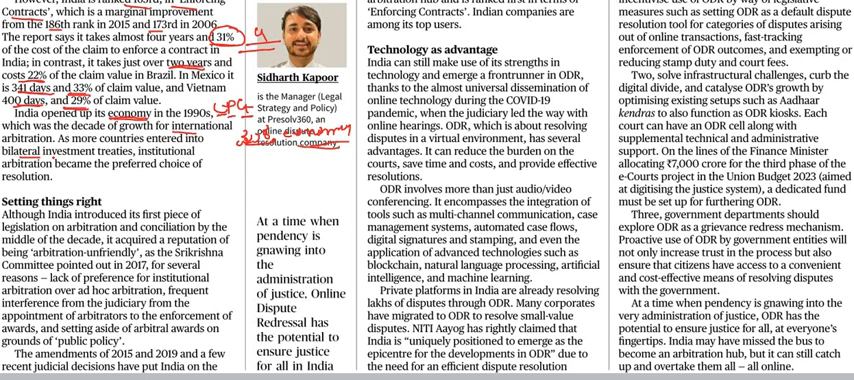 However, India is ranked 163rd, in 'Enforcing
Contracts', which is a marginal improvement
from the 186th rank in 2015 and 173rd in 2006.
The report says it takes almost four years and 31%
of the cost of the claim to enforce a contract in
India; in contrast, it takes just over two years and
costs 22% of the claim value in Brazil. In Mexico it
is 341 days and 33% of claim value, and Vietnam
400 days, and 29% of claim value.
India opened up its economy in the 1990s,
which was the decade of growth for international
arbitration. As more countries entered into
bilateral investment treaties, institutional
arbitration became the preferred choice of
resolution.
Setting things right
Although India introduced its first piece of
legislation on arbitration and conciliation by the
middle of the decade, it acquired a reputation of
being 'arbitration-unfriendly', as the Srikrishna
Committee pointed out in 2017, for several
reasons – lack of preference for institutional
arbitration over ad hoc arbitration, frequent
interference from the judiciary from the
appointment of arbitrators to the enforcement of
awards, and setting aside of arbitral awards on
grounds of 'public policy'.
The amendments of 2015 and 2019 and a few
recent judicial decisions have put India on the
4
Sidharth Kapoor
is the Manager (Legal
Strategy and Policy)
at Presolv360, an
online dispute
resolution company
economy
At a time when
pendency is
gnawing into
the
administration
of justice, Online
Dispute
Redressal has
the potential to
ensure justice
for all in India
arbitration hub and is ranked first in terms of
'Enforcing Contracts'. Indian companies are
among its top users.
Technology as advantage
India can still make use of its strengths in
technology and emerge a frontrunner in ODR,
thanks to the almost universal dissemination of
online technology during the COVID-19
pandemic, when the judiciary led the way with
online hearings. ODR, which is about resolving
disputes in a virtual environment, has several
advantages. It can reduce the burden on the
courts, save time and costs, and provide effective
resolutions.
ODR involves more than just audio/video
conferencing. It encompasses the integration of
tools such as multi-channel communication, case
management systems, automated case flows,
digital signatures and stamping, and even the
application of advanced technologies such as
blockchain, natural language processing, artificial
intelligence, and machine learning.
Private platforms in India are already resolving
lakhs of disputes through ODR. Many corporates
have migrated to ODR to resolve small-value
disputes. NITI Aayog has rightly claimed that
India is "uniquely positioned to emerge as the
epicentre for the developments in ODR" due to
the need for an efficient dispute resolution
measures such as setting ODR as a default dispute
resolution tool for categories of disputes arising
out of online transactions, fast-tracking
enforcement of ODR outcomes, and exempting or
reducing stamp duty and court fees.
Two, solve infrastructural challenges, curb the
digital divide, and catalyse ODR's growth by
optimising existing setups such as Aadhaar
kendras to also function as ODR kiosks. Each
court can have an ODR cell along with
supplemental technical and administrative
support. On the lines of the Finance Minister
allocating ₹7,000 crore for the third phase of the
e-Courts project in the Union Budget 2023 (aimed
at digitising the justice system), a dedicated fund
must be set up for furthering ODR.
Three, government departments should
explore ODR as a grievance redress mechanism.
Proactive use of ODR by government entities will
not only increase trust in the process but also
ensure that citizens have access to a convenient
and cost-effective means of resolving disputes
with the government.
At a time when pendency is gnawing into the
very administration of justice, ODR has the
potential to ensure justice for all, at everyone's
fingertips. India may have missed the bus to
become an arbitration hub, but it can still catch
up and overtake them all – all online.